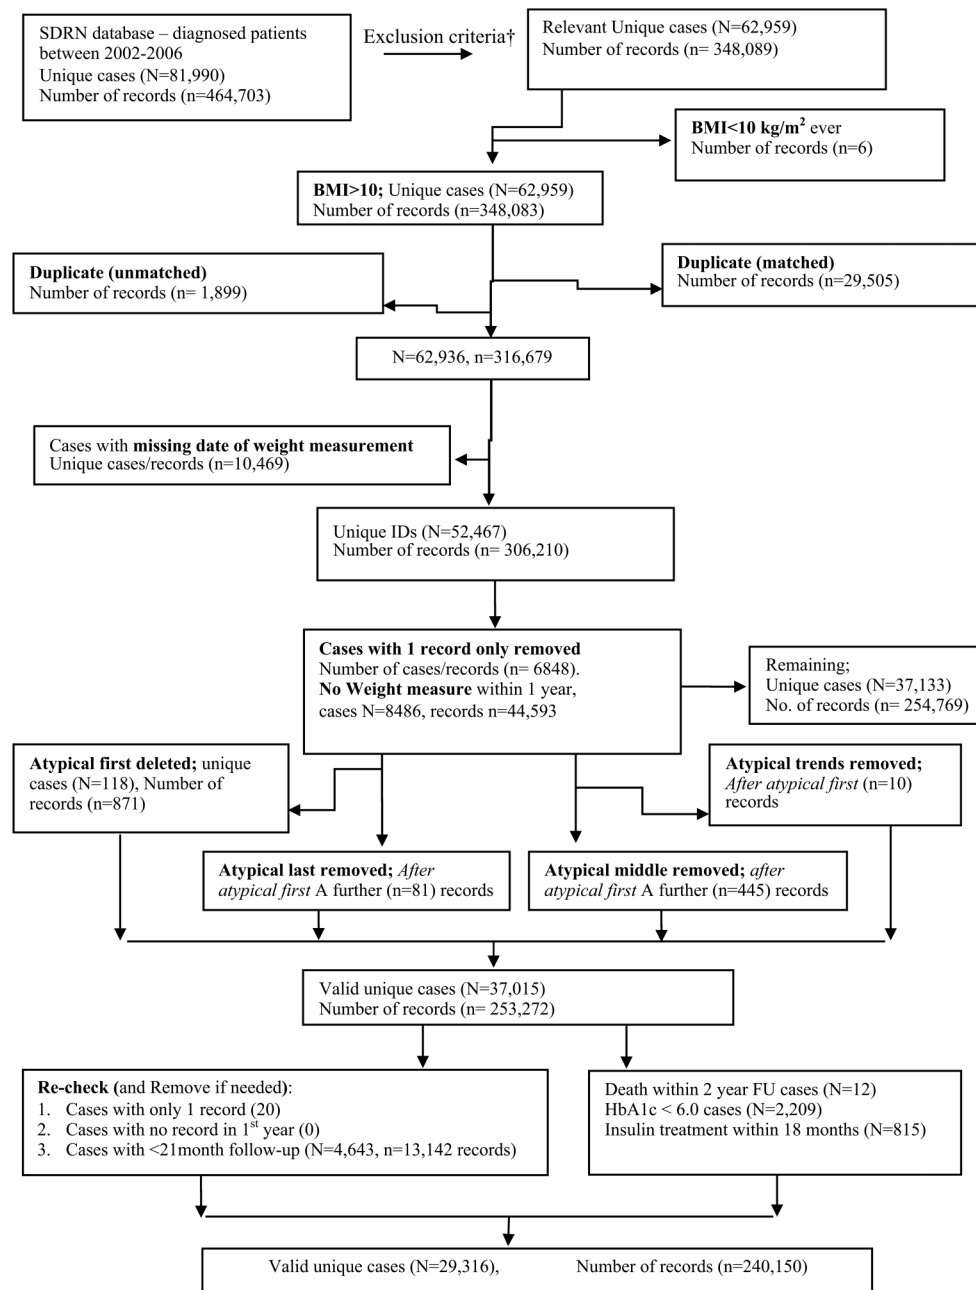 SDRN database – diagnosed patients
between 2002-2006
Unique cases (N=81,990)
Number of records (n=464,703)
Exclusion criteria†
Relevant Unique cases (N=62,959)
Number of records (n= 348,089)
BMI<10 kg/m² ever
Number of records (n=6)
BMI>10; Unique cases (N=62,959)
Number of records (n=348,083)
Duplicate (unmatched)
Number of records (n= 1,899)
Duplicate (matched)
Number of records (n=29,505)
N=62,936, n=316,679
Cases with missing date of weight measurement
Unique cases/records (n=10,469)
Unique IDs (N=52,467)
Number of records (n= 306,210)
Cases with 1 record only removed
Number of cases/records (n= 6848).
No Weight measure within 1 year,
cases N=8486, records n=44,593
Remaining;
Unique cases (N=37,133)
No. of records (n= 254,769)
Atypical first deleted; unique
cases (N=118), Number of
records (n=871)
Atypical trends removed;
After atypical first (n=10)
records
Atypical last removed; After
atypical first A further (n=81) records
Atypical middle removed; after
atypical first A further (n=445) records
Valid unique cases (N=37,015)
Number of records (n= 253,272)
Re-check (and Remove if needed):
1. Cases with only 1 record (20)
2. Cases with no record in 1st year (0)
3. Cases with <21month follow-up (N=4,643, n=13,142 records)
Death within 2 year FU cases (N=12)
HbA1c < 6.0 cases (N=2,209)
Insulin treatment within 18 months (N=815)
Valid unique cases (N=29,316), Number of records (n=240,150)